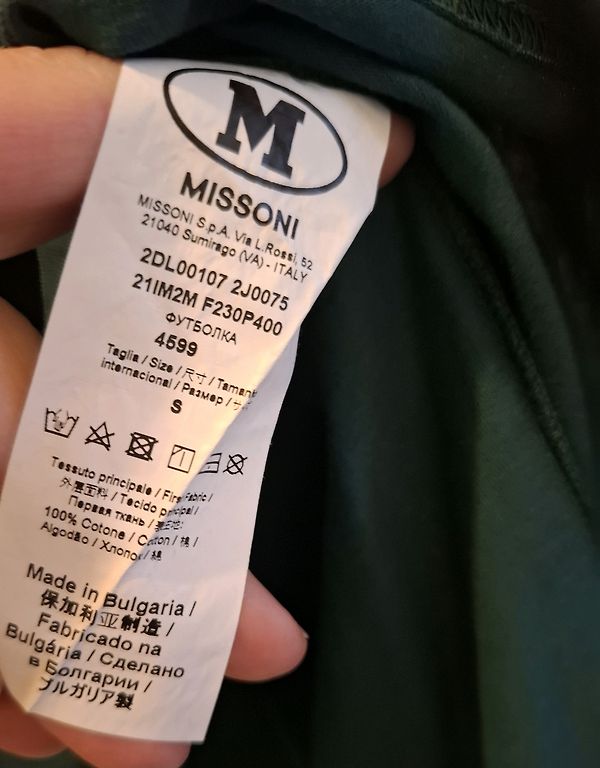 M
MISSONI
MISSONI S.p.A. Via L.Rossi, 52
21040 Sumirago (VA) - ITALY
2DL00107 2J0075
21IM2M F230P400
ФУТБОЛКА
4599
Taglia / Size / 尺寸 /
internacional / Размер /
S
Tessuto principale / Fabric /
外层面料 / Tecido principal /
Первая ткань /
100% Cotone / Cotton / 棉 /
Algodão / Хлопок / 綿
Made in Bulgaria /
保加利亚制造 /
Fabricado na
Bulgária / Сделано
в Болгарии /
ブルガリア製